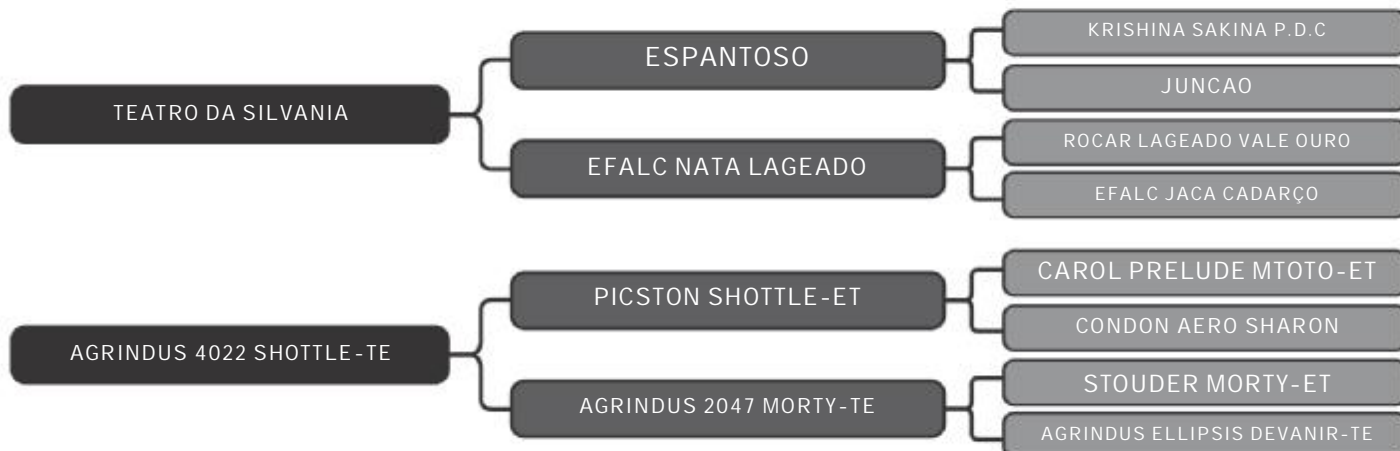 KRISHINA SAKINA P.D.C
ESPANTOSO
JUNCAO
TEATRO DA SILVANIA
ROCAR LAGEADO VALE OURO
EFALC NATA LAGEADO
EFALC JACA CADARÇO
CAROL PRELUDE MTOTO-ET
PICSTON SHOTTLE-ET
CONDON AERO SHARON
AGRINDUS 4022 SHOTTLE-TE
STOUDER MORTY-ET
AGRINDUS 2047 MORTY-TE
AGRINDUS ELLIPSIS DEVANIR-TE